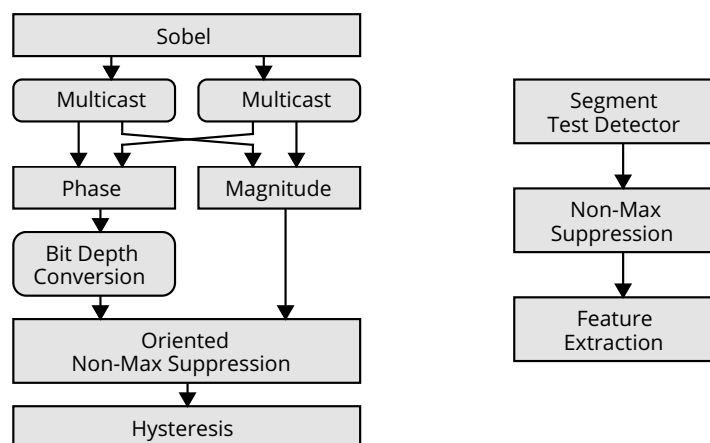 Sobel
Multicast
Multicast
Phase
Magnitude
Bit Depth
Conversion
Oriented
Non-Max Suppression
Hysteresis
Segment
Test Detector
Non-Max
Suppression
Feature
Extraction